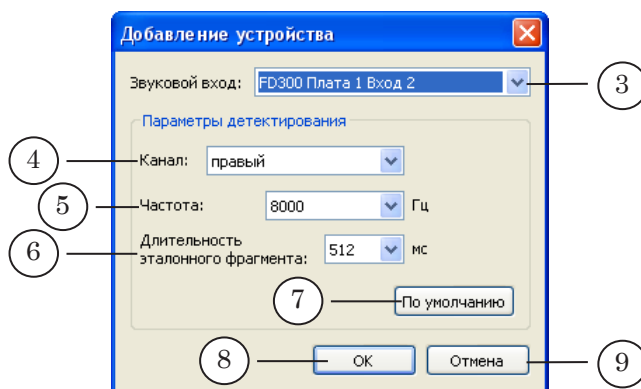 Добавление устройства
Звуковой вход: FD300 Плата 1 Вход 2
3
Параметры детектирования
4
Канал: правый
5
Частота: 8000 Гц
6
Длительность
эталонного фрагмента: 512 мс
7
По умолчанию
8
OK Отмена
9